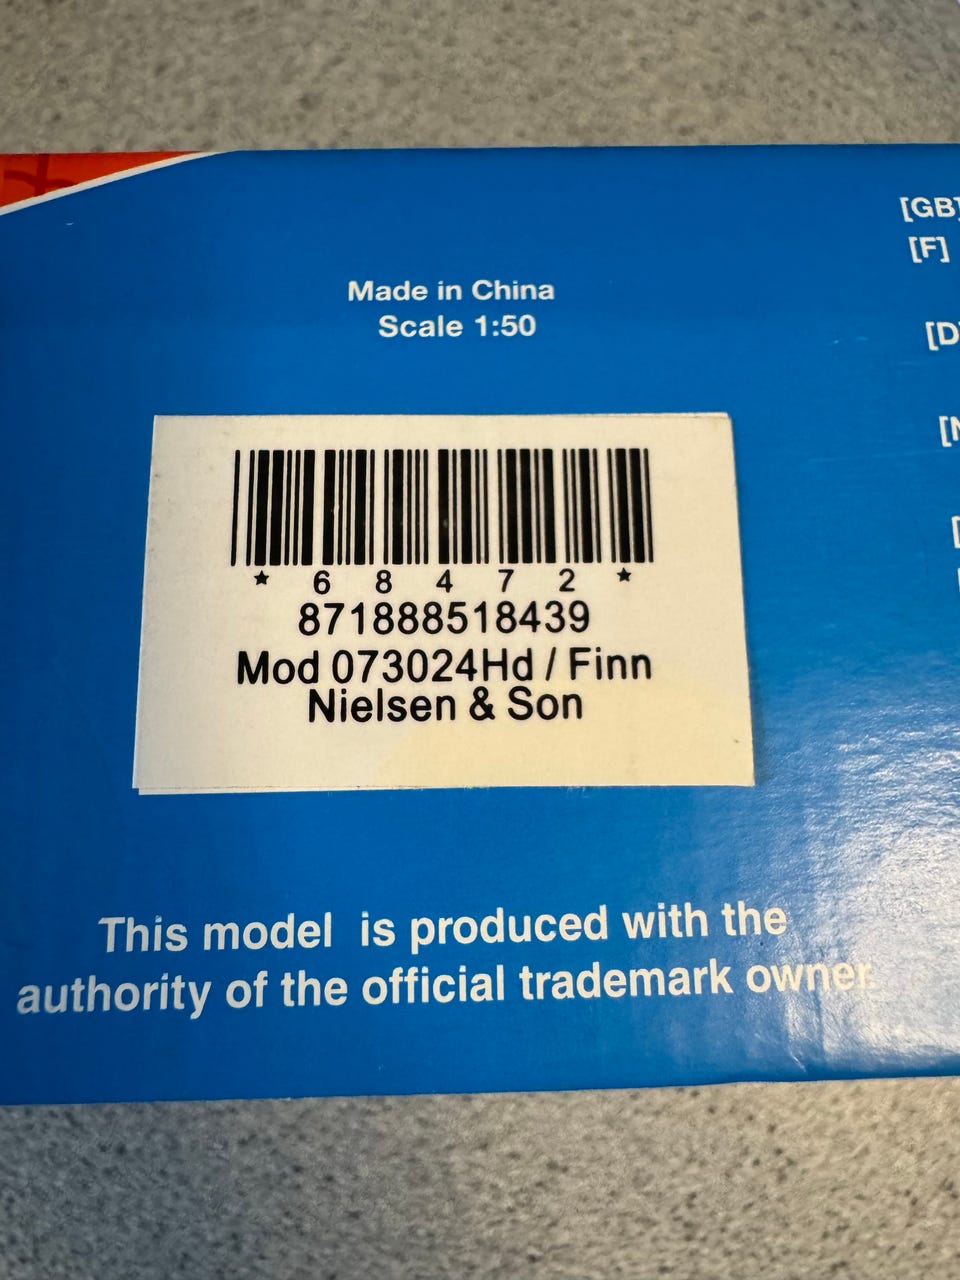 Made in China
Scale 1:50
[GB]
[F]
* 6 8 4 7 2 *
871888518439
Mod 073024Hd / Finn
Nielsen & Son
This model is produced with the
authority of the official trademark owner.